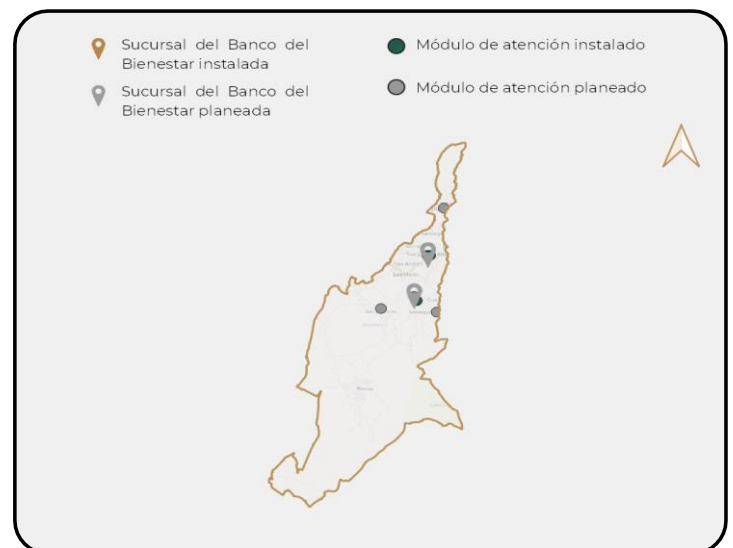 Sucursal del Banco del
Bienestar instalada
Sucursal del Banco del
Bienestar planeada
Módulo de atención instalado
Módulo de atención planeado